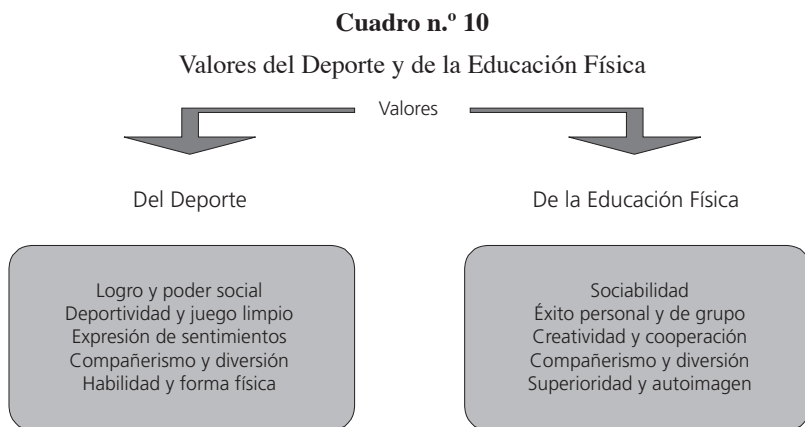 Cuadro n.º 10
Valores del Deporte y de la Educación Física
Valores
Del Deporte
De la Educación Física
Logro y poder social
Deportividad y juego limpio
Expresión de sentimientos
Compañerismo y diversión
Habilidad y forma física
Sociabilidad
Éxito personal y de grupo
Creatividad y cooperación
Compañerismo y diversión
Superioridad y autoimagen